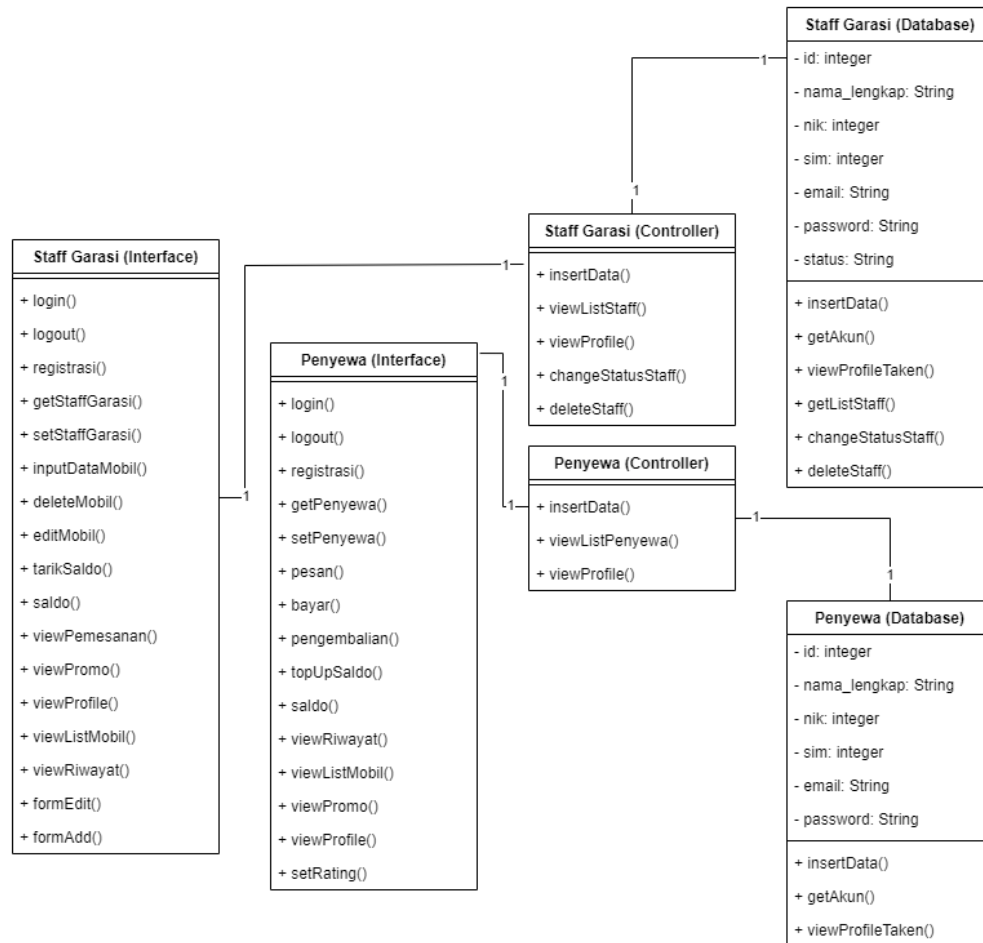 Staff Garasi (Database)
- id: integer
- nama_lengkap: String
- nik: integer
- sim: integer
- email: String
- password: String
- status: String
+ insertData()
+ getAkun()
+ viewProfileTaken()
+ getListStaff()
+ changeStatusStaff()
+ deleteStaff()
1
1
Staff Garasi (Controller)
+ insertData()
+ viewListStaff()
+ viewProfile()
+ changeStatusStaff()
+ deleteStaff()
1
1
Staff Garasi (Interface)
+ login()
+ logout()
+ registrasi()
+ getStaffGarasi()
+ setStaffGarasi()
+ inputDataMobil()
+ deleteMobil()
+ editMobil()
+ tarikSaldo()
+ saldo()
+ viewPemesanan()
+ viewPromo()
+ viewProfile()
+ viewListMobil()
+ viewRiwayat()
+ formEdit()
+ formAdd()
Penyewa (Interface)
+ login()
+ logout()
+ registrasi()
+ getPenyewa()
+ setPenyewa()
+ pesan()
+ bayar()
+ pengembalian()
+ topUpSaldo()
+ saldo()
+ viewRiwayat()
+ viewListMobil()
+ viewPromo()
+ viewProfile()
+ setRating()
1
1
Penyewa (Controller)
+ insertData()
+ viewListPenyewa()
+ viewProfile()
1
1
Penyewa (Database)
- id: integer
- nama_lengkap: String
- nik: integer
- sim: integer
- email: String
- password: String
+ insertData()
+ getAkun()
+ viewProfileTaken()